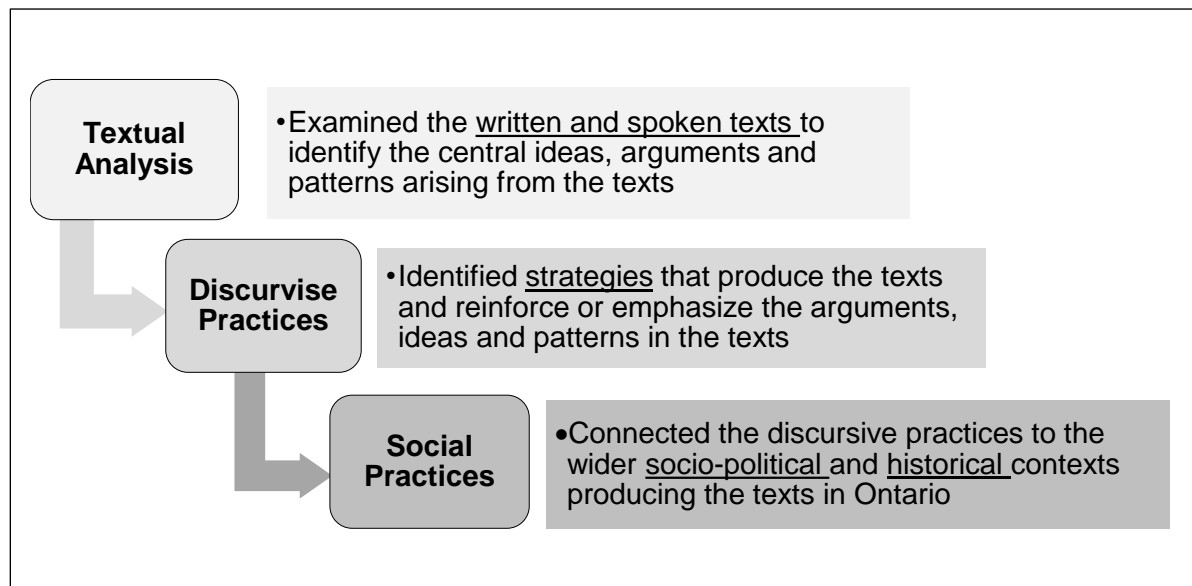 Textual
Analysis
•Examined the written and spoken texts to
identify the central ideas, arguments and
patterns arising from the texts
Discurvise
Practices
•Identified strategies that produce the texts
and reinforce or emphasize the arguments,
ideas and patterns in the texts
Social
Practices
•Connected the discursive practices to the
wider socio-political and historical contexts
producing the texts in Ontario